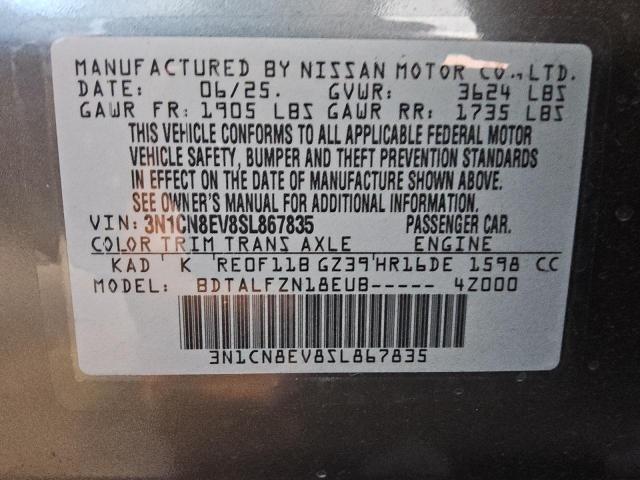 MANUFACTURED BY NISSAN MOTOR CO., LTD.
DATE: 06/25. GVWR: 3624 LBS
GAWR FR: 1905 LBS GAWR RR: 1735 LBS
THIS VEHICLE CONFORMS TO ALL APPLICABLE FEDERAL MOTOR
VEHICLE SAFETY, BUMPER AND THEFT PREVENTION STANDARDS
IN EFFECT ON THE DATE OF MANUFACTURE SHOWN ABOVE.
SEE OWNER'S MANUAL FOR ADDITIONAL INFORMATION.
VIN: 3N1CN8EV8SL867835 PASSENGER CAR.
COLOR TRIM TRANS AXLE ENGINE
KAD K RE0F11B GZ39 HR16DE 1598 CC
MODEL: BDTALFZN18EUB----- 4Z000
3N1CN8EV8SL867835